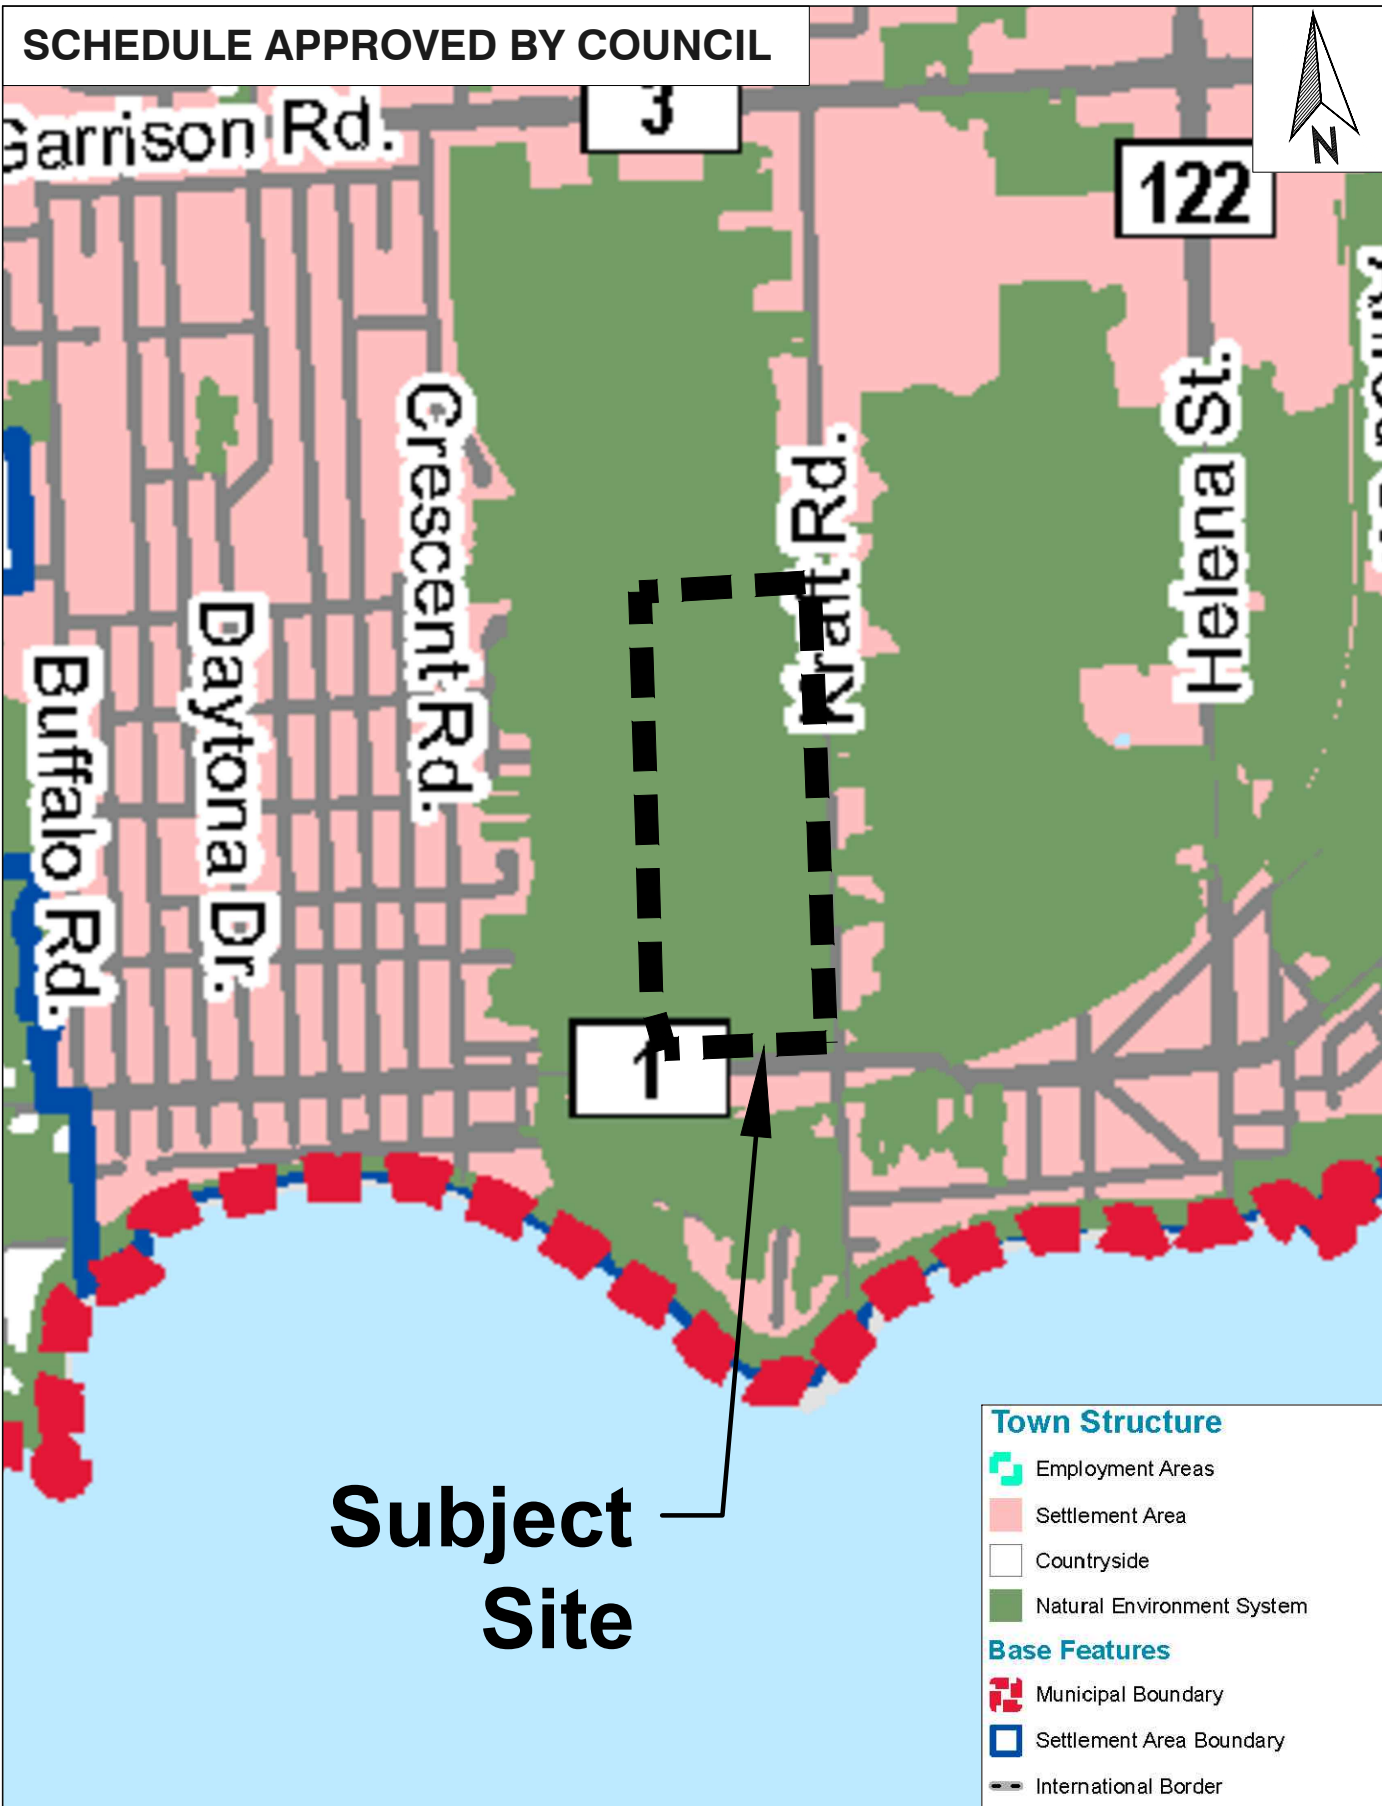 SCHEDULE APPROVED BY COUNCIL
N
Garrison Rd.
3
122
Crescent Rd.
Kraft Rd.
Helena St.
Daytona Dr.
Buffalo Rd.
1
Subject
Site
Town Structure
Employment Areas
Settlement Area
Countryside
Natural Environment System
Base Features
Municipal Boundary
Settlement Area Boundary
International Border